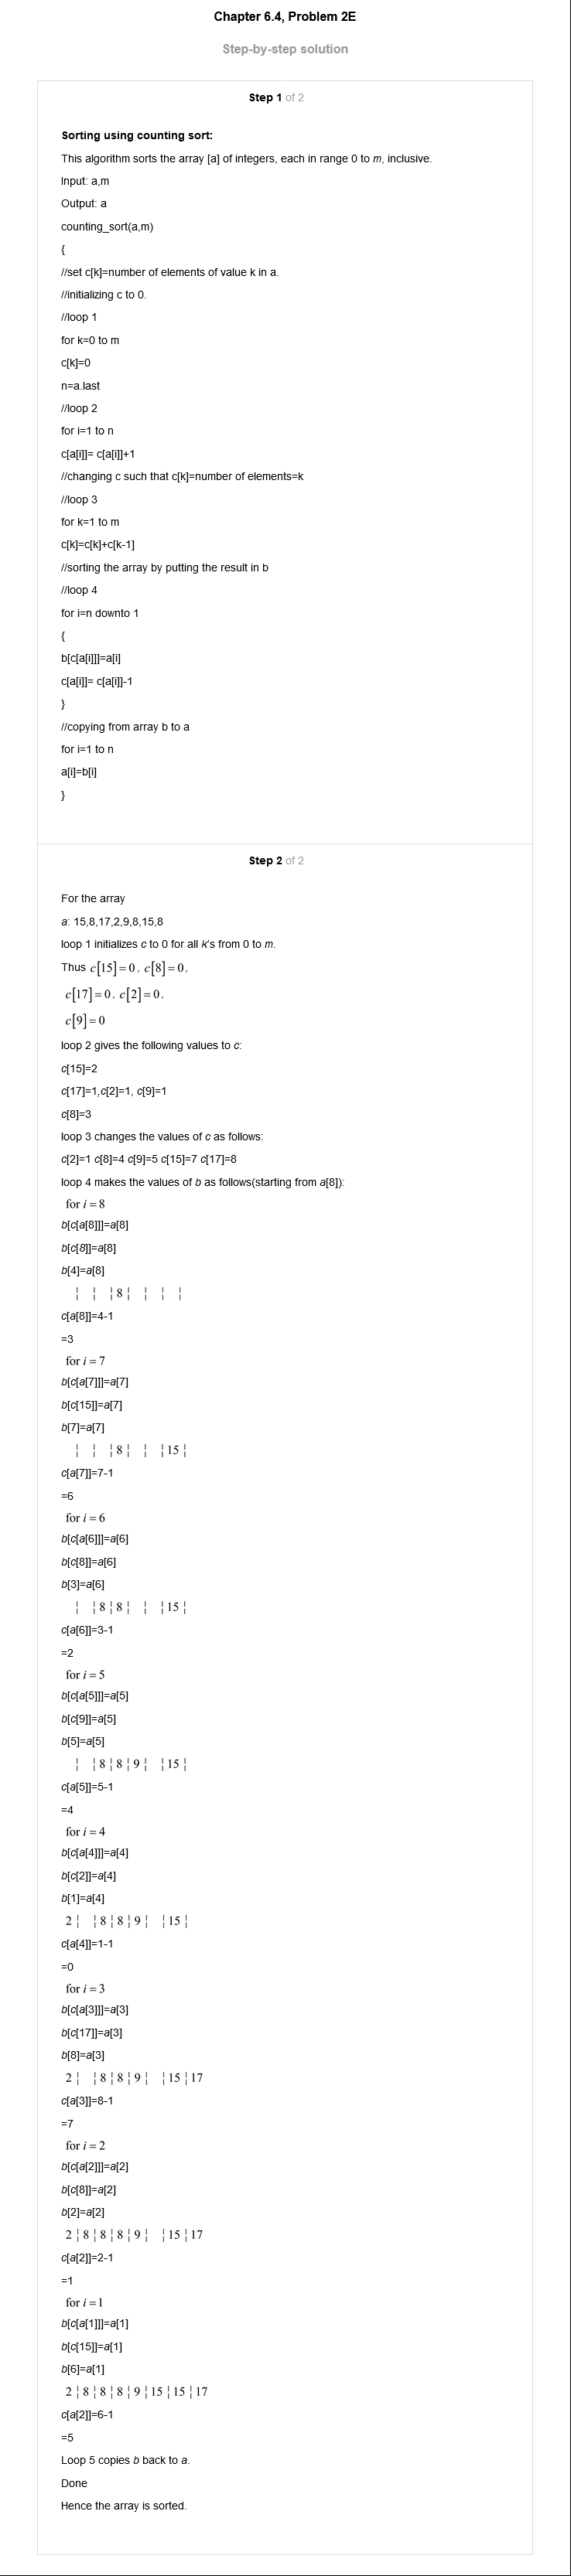 Chapter 6.4, Problem 2E
Step-by-step solution
Step 1 of 2
Sorting using counting sort:
This algorithm sorts the array [a] of integers, each in range 0 to m, inclusive.
Input: a,m
Output: a
counting_sort(a,m)
{
//set c[k]=number of elements of value k in a.
//initializing c to 0.
//loop 1
for k=0 to m
c[k]=0
n=a.last
//loop 2
for i=1 to n
c[a[i]]= c[a[i]]+1
//changing c such that c[k]=number of elements=k
//loop 3
for k=1 to m
c[k]=c[k]+c[k-1]
//sorting the array by putting the result in b
//loop 4
for i=n downto 1
{
b[c[a[i]]]=a[i]
c[a[i]]= c[a[i]]-1
}
//copying from array b to a
for i=1 to n
a[i]=b[i]
}
Step 2 of 2
For the array
a: 15,8,17,2,9,8,15,8
loop 1 initializes c to 0 for all k's from 0 to m.
Thus c[15]=0, c[8]=0,
c[17]=0, c[2]=0,
c[9]=0
loop 2 gives the following values to c:
c[15]=2
c[17]=1,c[2]=1, c[9]=1
c[8]=3
loop 3 changes the values of c as follows:
c[2]=1 c[8]=4 c[9]=5 c[15]=7 c[17]=8
loop 4 makes the values of b as follows(starting from a[8]):
for i = 8
b[c[a[8]]]=a[8]
b[c[8]]=a[8]
b[4]=a[8]
¦ ¦ ¦8¦ ¦ ¦ ¦
c[a[8]]=4-1
=3
for i = 7
b[c[a[7]]]=a[7]
b[c[15]]=a[7]
b[7]=a[7]
¦ ¦ ¦8¦ ¦ ¦15¦
c[a[7]]=7-1
=6
for i = 6
b[c[a[6]]]=a[6]
b[c[8]]=a[6]
b[3]=a[6]
¦ ¦8¦8¦ ¦ ¦15¦
c[a[6]]=3-1
=2
for i = 5
b[c[a[5]]]=a[5]
b[c[9]]=a[5]
b[5]=a[5]
¦ ¦8¦8¦9¦ ¦15¦
c[a[5]]=5-1
=4
for i = 4
b[c[a[4]]]=a[4]
b[c[2]]=a[4]
b[1]=a[4]
2¦ ¦8¦8¦9¦ ¦15¦
c[a[4]]=1-1
=0
for i = 3
b[c[a[3]]]=a[3]
b[c[17]]=a[3]
b[8]=a[3]
2¦ ¦8¦8¦9¦ ¦15¦17
c[a[3]]=8-1
=7
for i = 2
b[c[a[2]]]=a[2]
b[c[8]]=a[2]
b[2]=a[2]
2¦8¦8¦8¦9¦ ¦15¦17
c[a[2]]=2-1
=1
for i = 1
b[c[a[1]]]=a[1]
b[c[15]]=a[1]
b[6]=a[1]
2¦8¦8¦8¦9¦15¦15¦17
c[a[2]]=6-1
=5
Loop 5 copies b back to a.
Done
Hence the array is sorted.